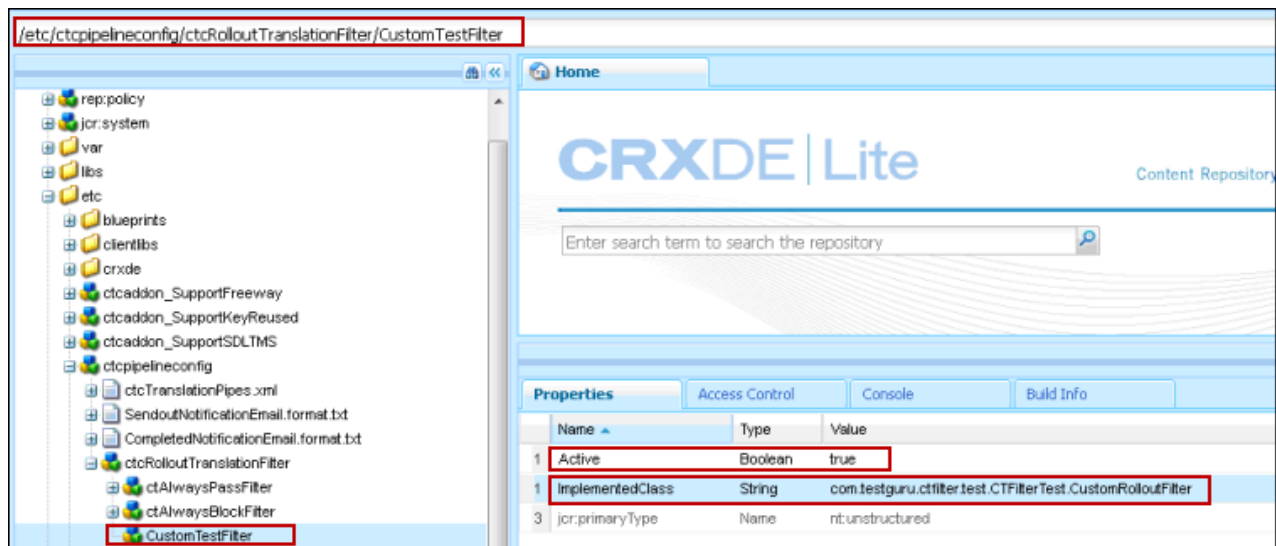 /etc/ctcpipelineconfig/ctcRolloutTranslationFilter/CustomTestFilter
rep:policy
jcr:system
var
libs
etc
blueprints
clientlibs
crxde
ctcaddon_SupportFreeway
ctcaddon_SupportKeyReused
ctcaddon_SupportSDLTMS
ctcpipelineconfig
ctcTranslationPipes.xml
SendoutNotificationEmail.format.txt
CompletedNotificationEmail.format.txt
ctcRolloutTranslationFilter
ctAlwaysPassFilter
ctAlwaysBlockFilter
CustomTestFilter
Home
CRXDE | Lite
Content Repository
Enter search term to search the repository
Properties Access Control Console Build Info
Name Type Value
1 Active Boolean true
1 ImplementedClass String com.testguru.ctfilter.test.CTFilterTest.CustomRolloutFilter
3 jcr:primaryType Name nt:unstructured